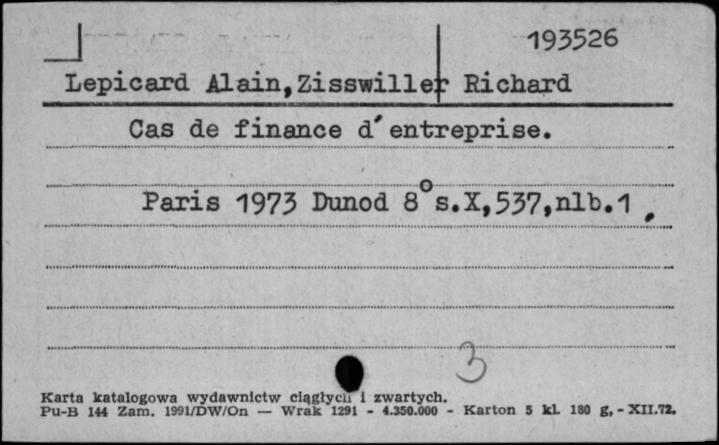 193526
Lepicard Alain,Zisswiller Richard
Cas de finance d'entreprise.
Paris 1973 Dunod 8° s.X,537,nlb.1
3
Karta katalogowa wydawnictw ciągłych i zwartych.
Pu-B 144 Zam. 1991/DW/On — Wrak 1291 - 4.350.000 - Karton 5 kl. 180 g, - XII.72.